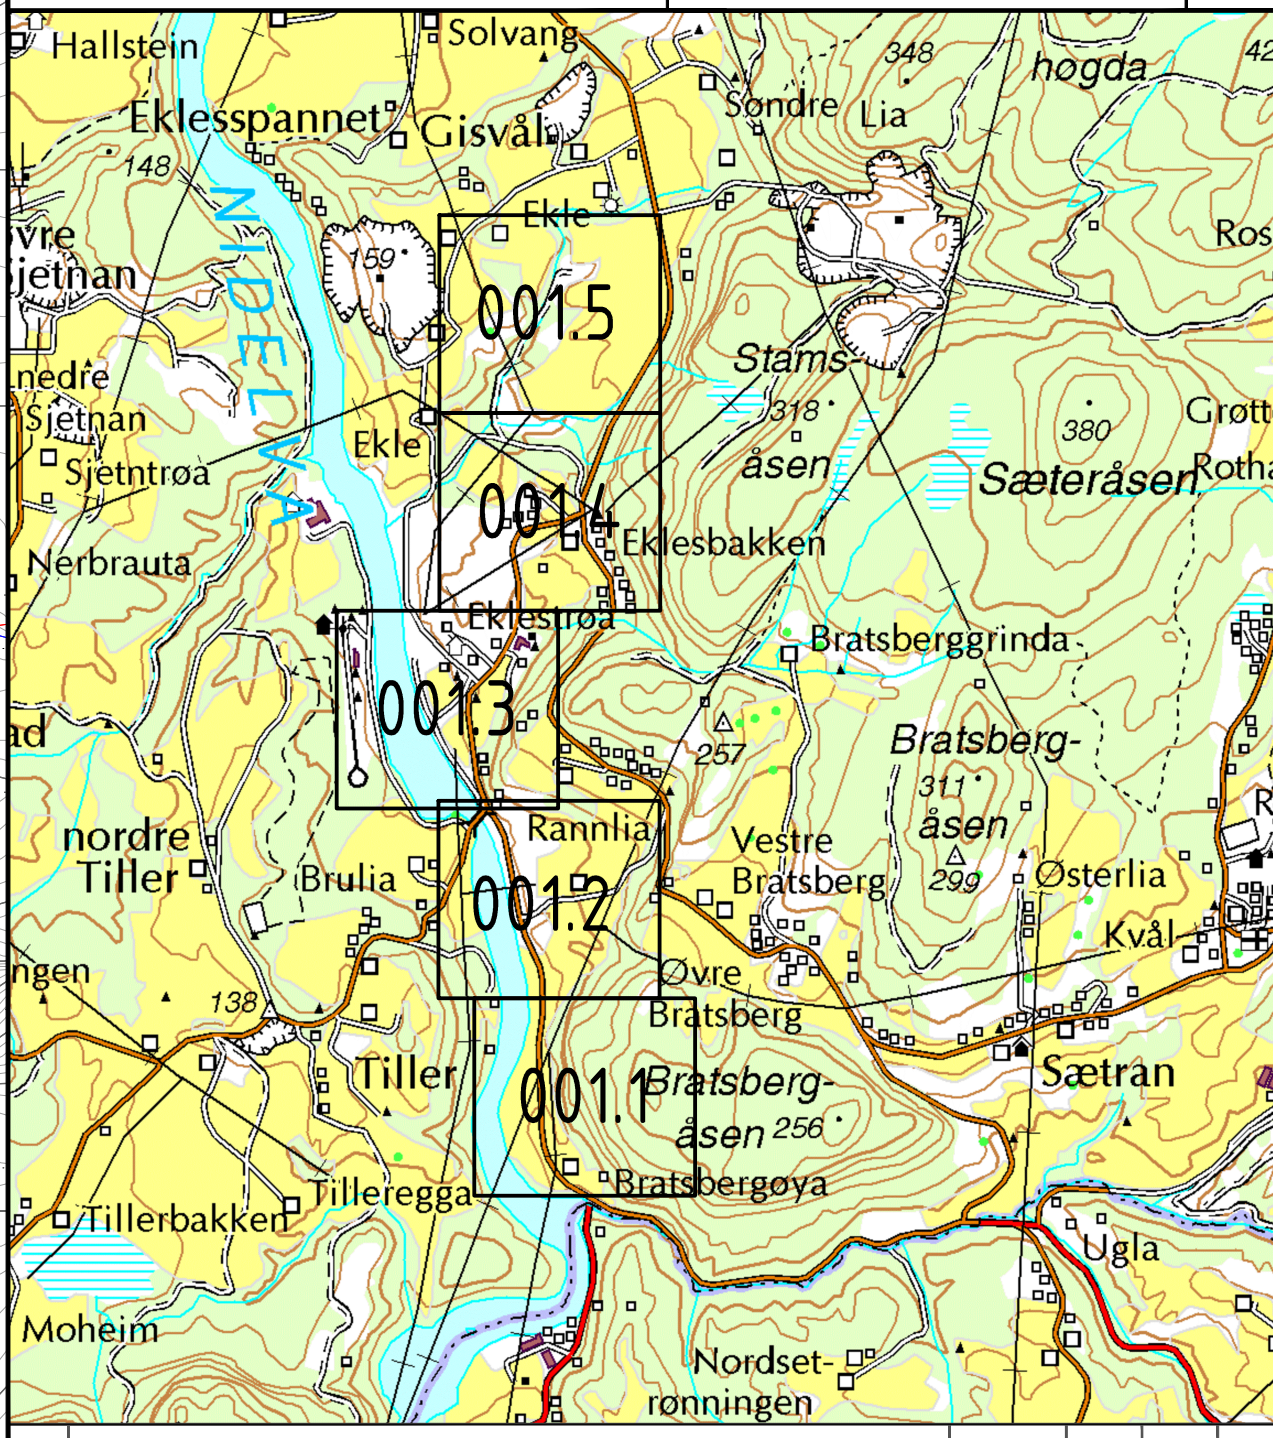 Hallstein
Solvang
348
høgda
42
Søndre
Lia
Eklesspannet
Gisvål
148
NIDELVA
Ekle
vre
Sjetnan
159
Ros
001.5
Stams-
318
åsen
nedre
Sjetnan
380
Grøtt
Ekle
Sjetntrøa
Sæteråsen
Rotha
001.4
Eklesbakken
Nerbrauta
Eklestrøa
Bratsberggrinda
001.3
257
Bratsberg-
311
åsen
299
ad
nordre
Tiller
Rannlia
Vestre
Bratsberg
R
Brulia
Østerlia
001.2
Kvål
ngen
Øvre
Bratsberg
138
Tiller
Sætran
001.1
Bratsberg-
åsen 256
Bratsbergøya
Tilleregga
Tillerbakken
Ugla
Moheim
Nordset-
rønningen